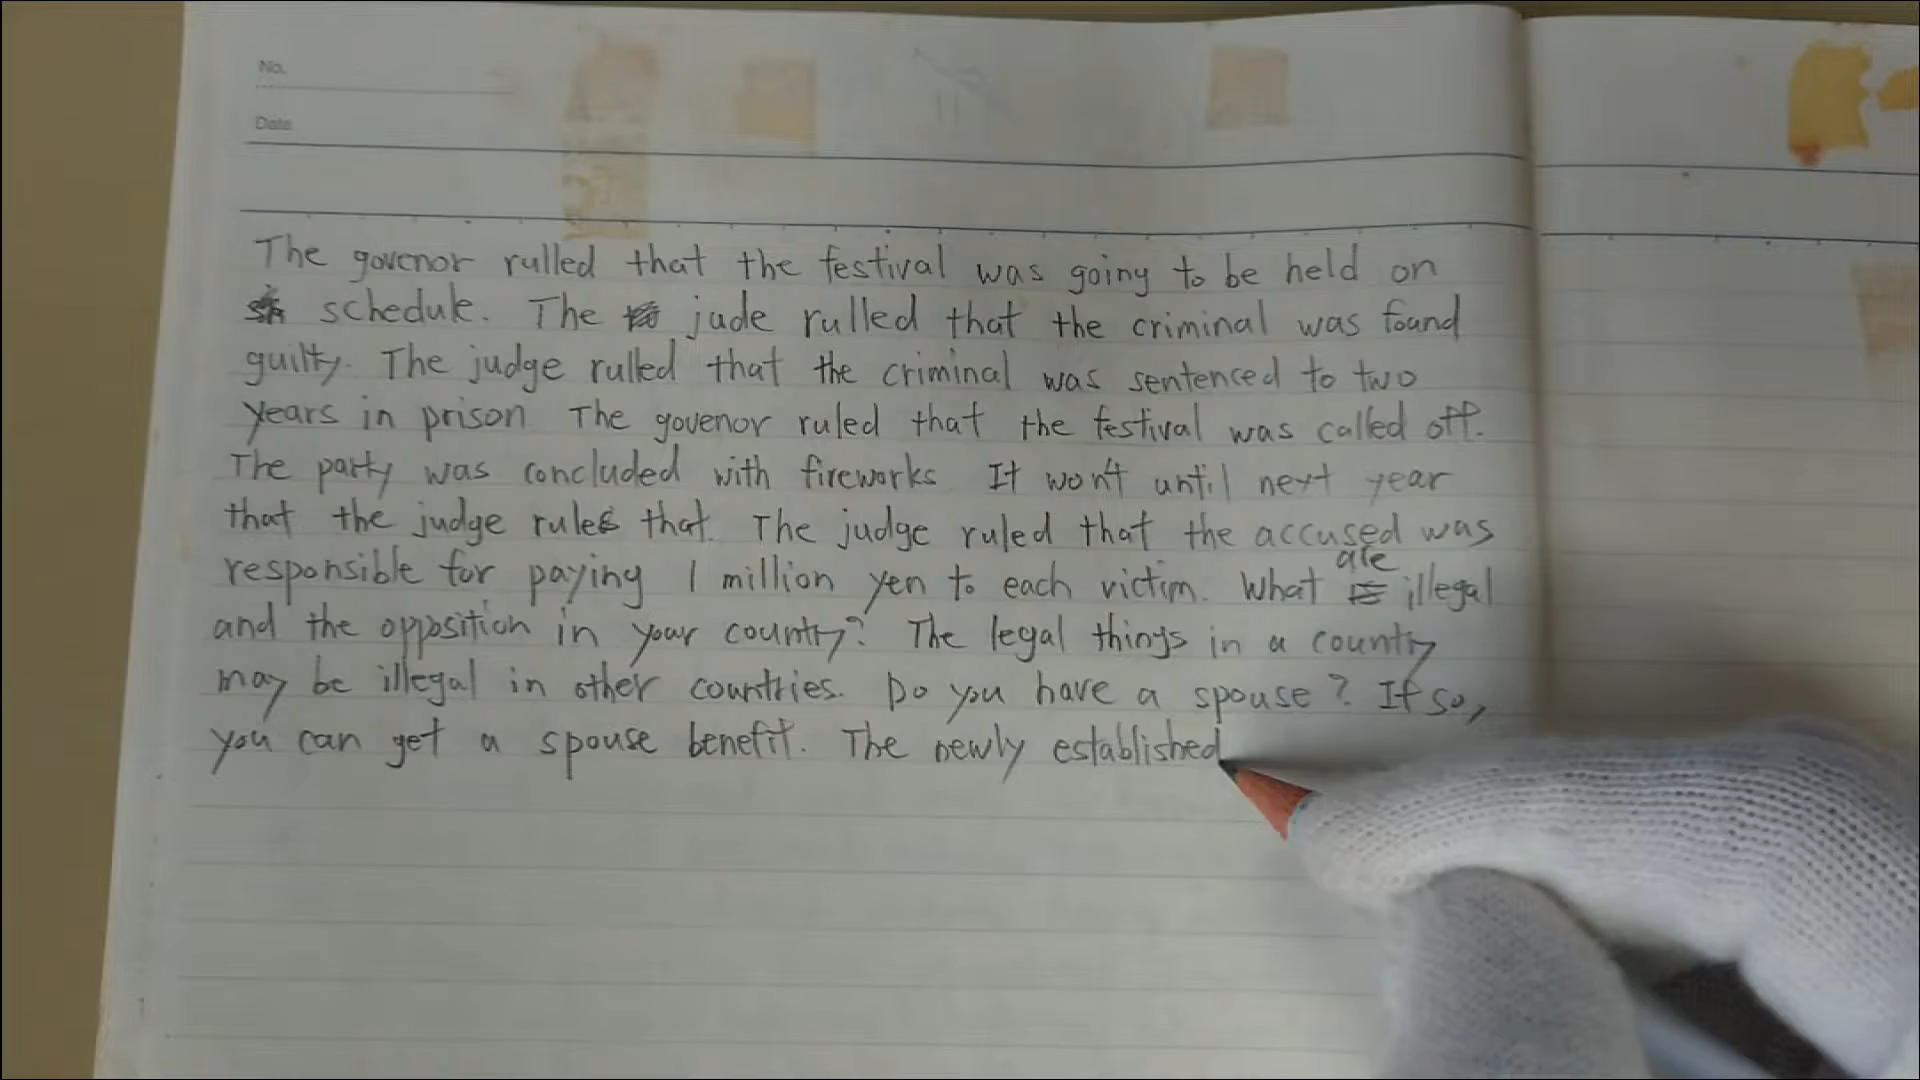 No.
Date
The govenor rulled that the festival was going to be held on
schedule. The jude rulled that the criminal was found
guilty. The judge rulled that the criminal was sentenced to two
years in prison The govenor ruled that the festival was called off.
The party was concluded with fireworks. It won't until next year
that the judge rules that. The judge ruled that the accused was
responsible for paying 1 million yen to each victim. What are illegal
and the opposition in your country? The legal things in a country
may be illegal in other countries. Do you have a spouse? If so,
you can get a spouse benefit. The newly established